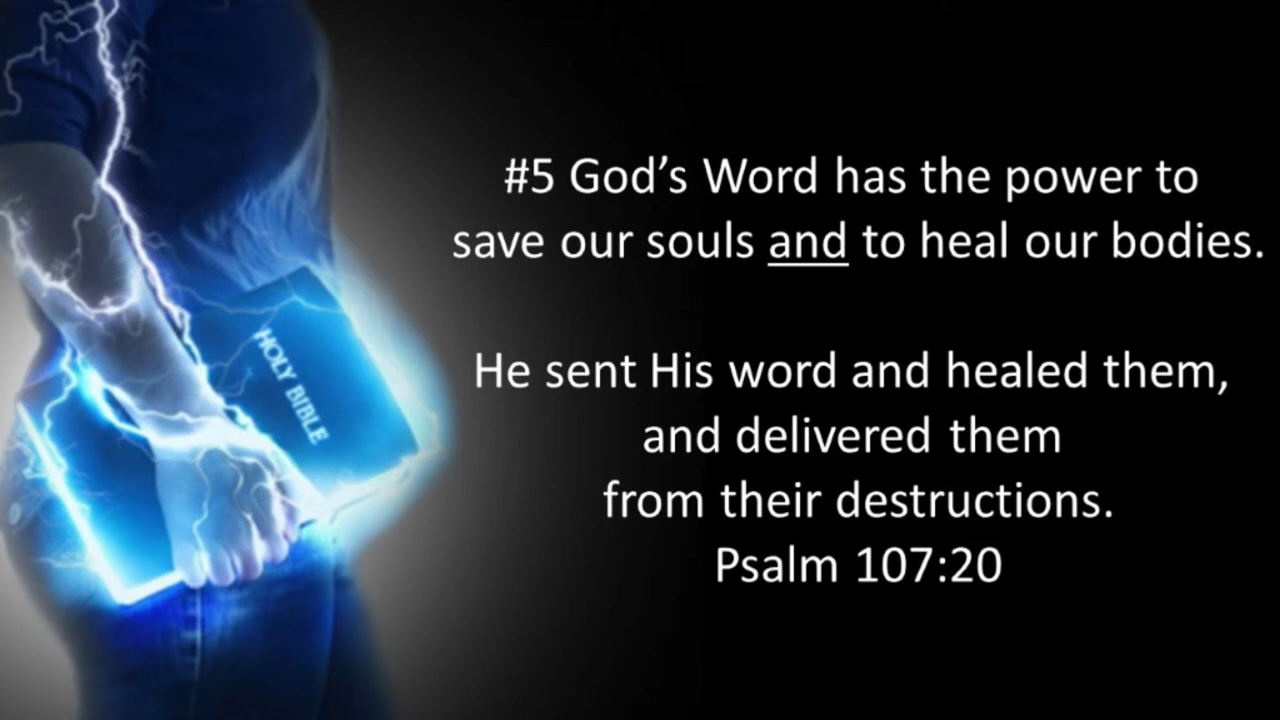 HOLY BIBLE
#5 God’s Word has the power to
save our souls and to heal our bodies.
He sent His word and healed them,
and delivered them
from their destructions.
Psalm 107:20